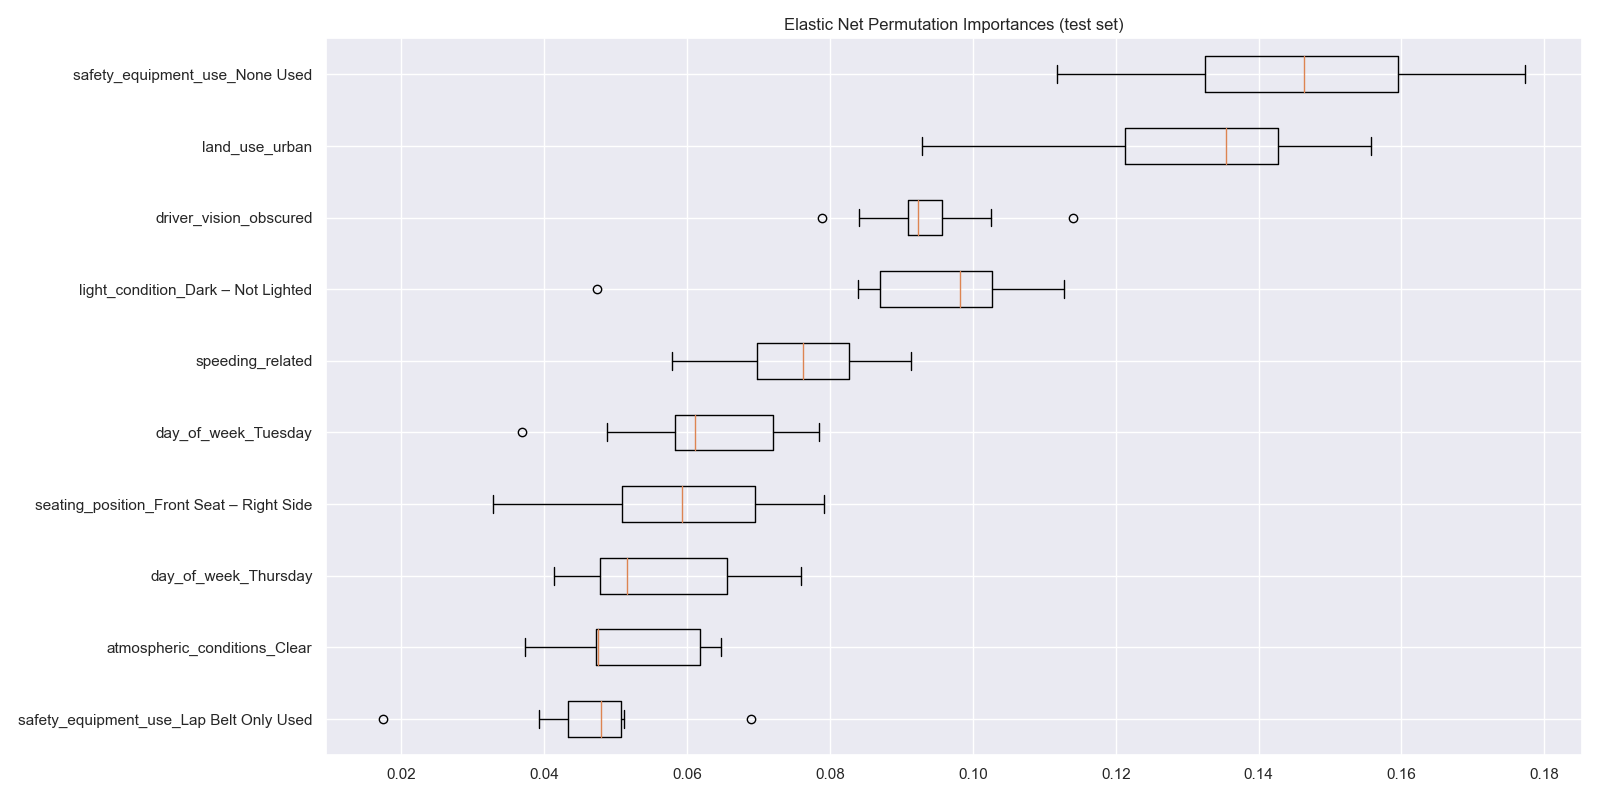 Elastic Net Permutation Importances (test set)
safety_equipment_use_None Used
land_use_urban
driver_vision_obscured
light_condition_Dark – Not Lighted
speeding_related
day_of_week_Tuesday
seating_position_Front Seat – Right Side
day_of_week_Thursday
atmospheric_conditions_Clear
safety_equipment_use_Lap Belt Only Used
0.02 0.04 0.06 0.08 0.10 0.12 0.14 0.16 0.18